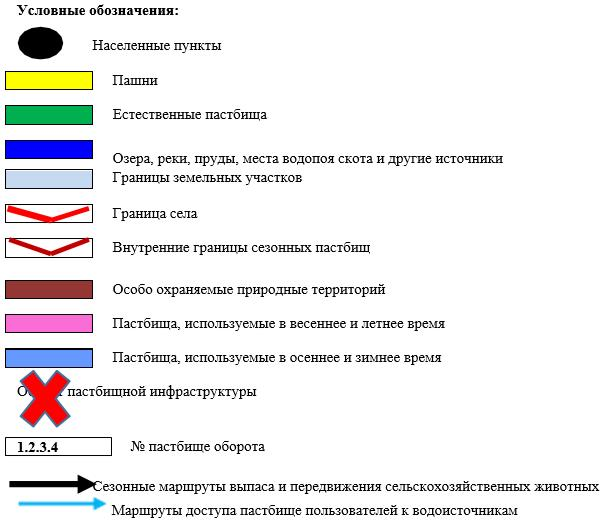 Условные обозначения:
Населенные пункты
Пашни
Естественные пастбища
Озера, реки, пруды, места водопоя скота и другие источники
Границы земельных участков
Граница села
Внутренние границы сезонных пастбищ
Особо охраняемые природные территорий
Пастбища, используемые в весеннее и летнее время
Пастбища, используемые в осеннее и зимнее время
пастбищной инфраструктуры
1.2.3.4 № пастбище оборота
Сезонные маршруты выпаса и передвижения сельскохозяйственных животных
Маршруты доступа пастбище пользователей к водоисточникам